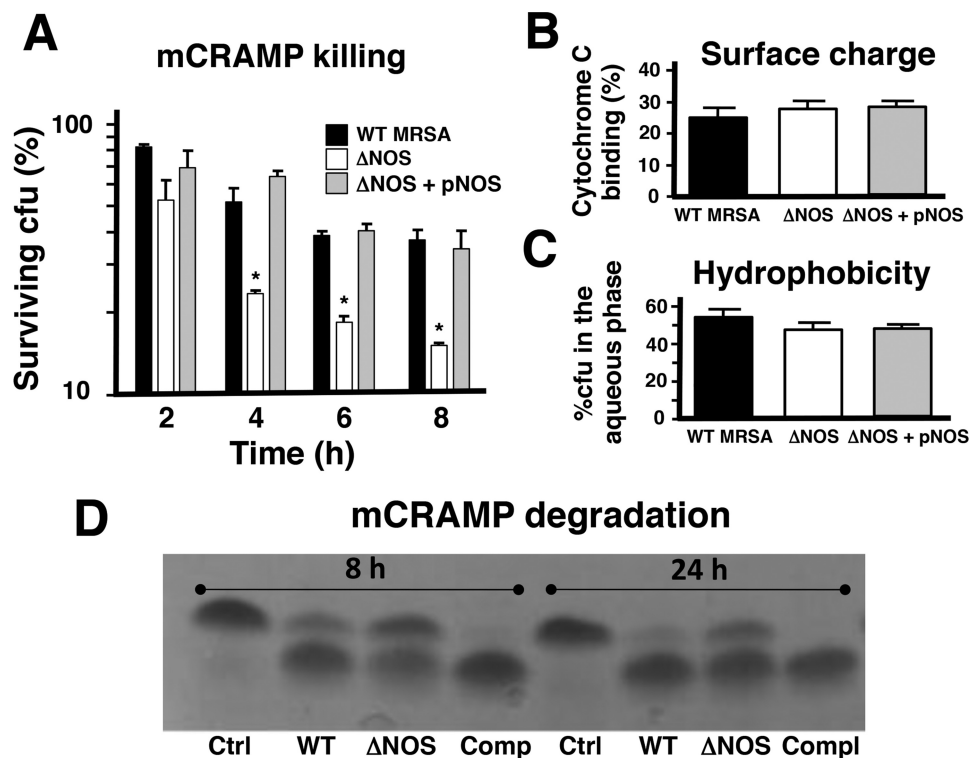 A
mCRAMP killing
Surviving cfu (%)
100
10
WT MRSA
ΔNOS
ΔNOS + pNOS
*
*
*
2 4 6 8
Time (h)
B
Surface charge
Cytochrome C
binding (%)
40
30
20
10
0
WT MRSA ΔNOS ΔNOS + pNOS
C
Hydrophobicity
%cfu in the
aqueous phase
60
40
20
0
WT MRSA ΔNOS ΔNOS + pNOS
D
mCRAMP degradation
8 h 24 h
Ctrl WT ΔNOS Comp Ctrl WT ΔNOS Compl